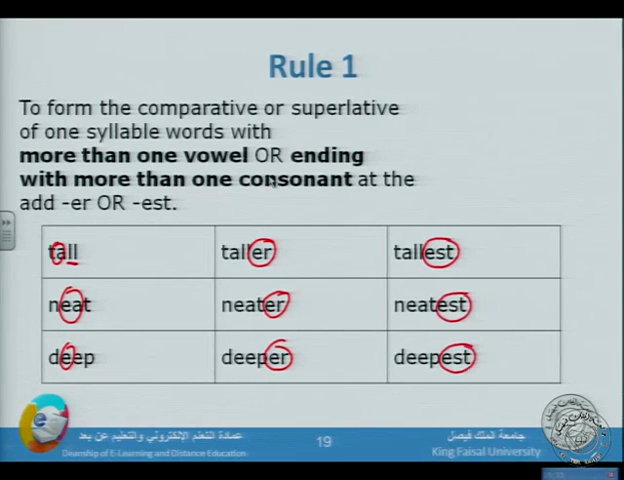 Rule 1
To form the comparative or superlative
of one syllable words with
more than one vowel OR ending
with more than one consonant at the
add -er OR -est.
tall taller tallest
neat neater neatest
deep deeper deepest
عمادة التعلم الإلكتروني والتعليم عن بعد
Deanship of E-Learning and Distance Education
19
جامعة الملك فيصل
King Faisal University